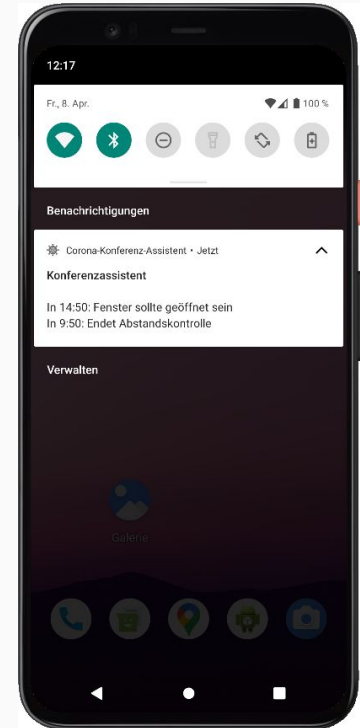 12:17
Fr., 8. Apr.
100 %
Benachrichtigungen
Corona-Konferenz-Assistent • Jetzt
Konferenzassistent
In 14:50: Fenster sollte geöffnet sein
In 9:50: Endet Abstandskontrolle
Verwalten
Galerie